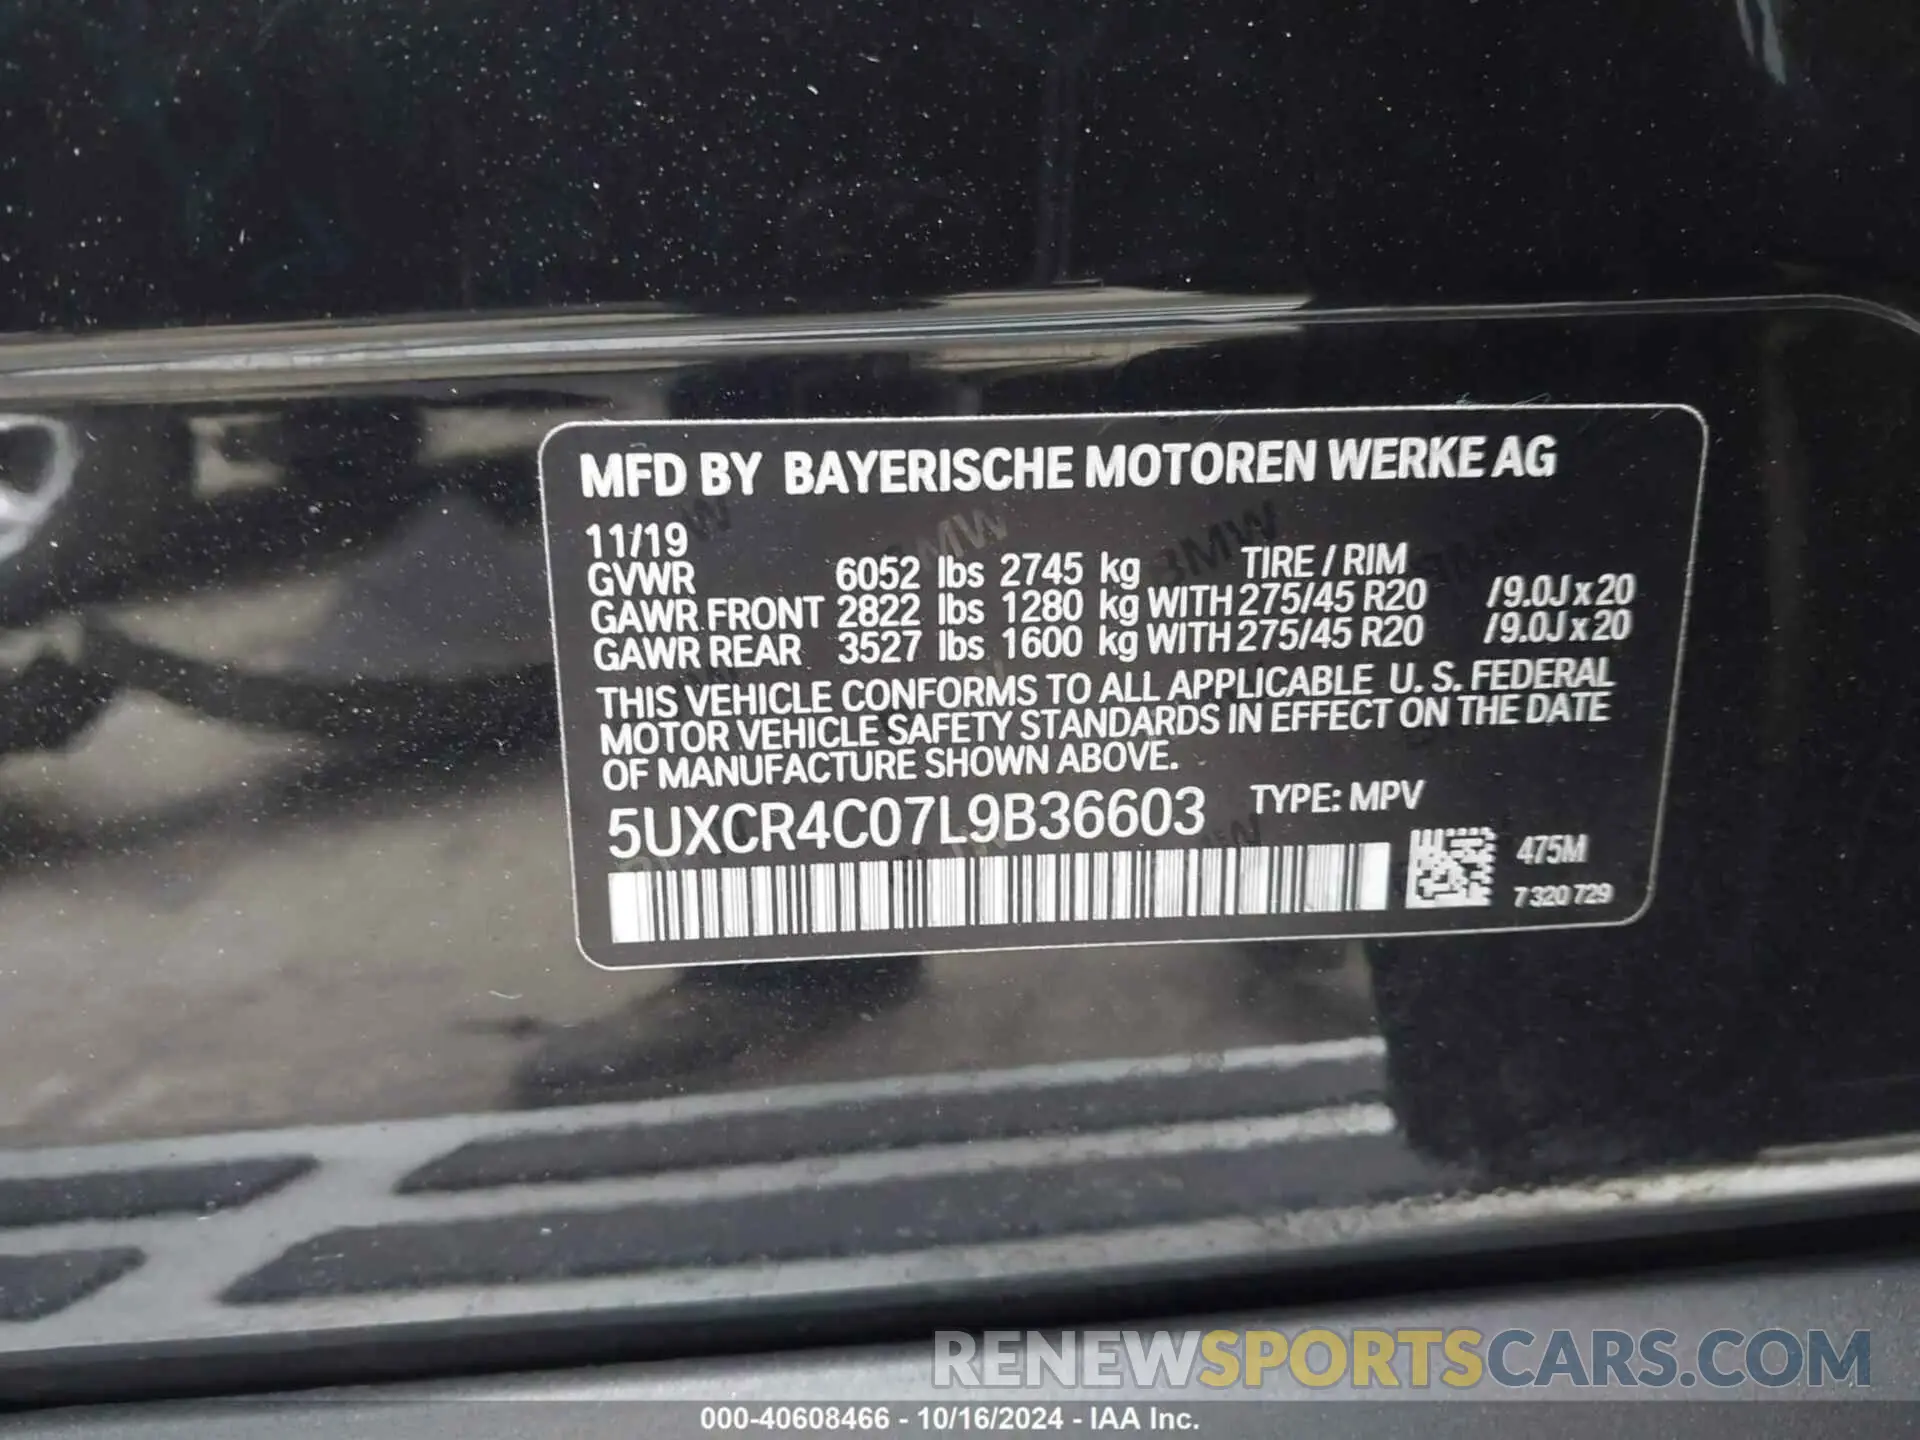 MFD BY BAYERISCHE MOTOREN WERKE AG
11/19
GVWR 6052 lbs 2745 kg TIRE / RIM
GAWR FRONT 2822 lbs 1280 kg WITH 275/45 R20 /9.0J x 20
GAWR REAR 3527 lbs 1600 kg WITH 275/45 R20 /9.0J x 20
THIS VEHICLE CONFORMS TO ALL APPLICABLE U. S. FEDERAL
MOTOR VEHICLE SAFETY STANDARDS IN EFFECT ON THE DATE
OF MANUFACTURE SHOWN ABOVE.
5UXCR4C07L9B36603 TYPE: MPV
475M
7 320 729
RENEWSPORTSCARS.COM
000-40608466 - 10/16/2024 - IAA Inc.